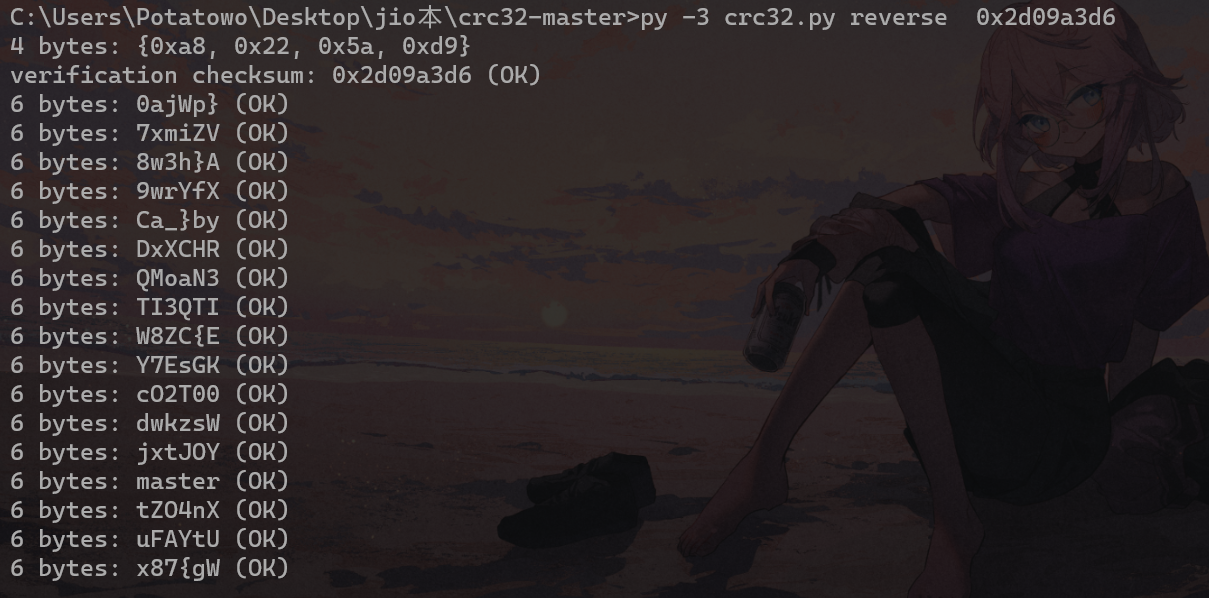 C:\Users\Potatowo\Desktop\jio本\crc32-master>py -3 crc32.py reverse  0x2d09a3d6
4 bytes: {0xa8, 0x22, 0x5a, 0xd9}
verification checksum: 0x2d09a3d6 (OK)
6 bytes: 0ajWp} (OK)
6 bytes: 7xmiZV (OK)
6 bytes: 8w3h}A (OK)
6 bytes: 9wrYfX (OK)
6 bytes: Ca_}by (OK)
6 bytes: DxXCHR (OK)
6 bytes: QMoaN3 (OK)
6 bytes: TI3QTI (OK)
6 bytes: W8ZC{E (OK)
6 bytes: Y7EsGK (OK)
6 bytes: cO2T00 (OK)
6 bytes: dwkzsW (OK)
6 bytes: jxtJOY (OK)
6 bytes: master (OK)
6 bytes: tZO4nX (OK)
6 bytes: uFAYtU (OK)
6 bytes: x87{gW (OK)